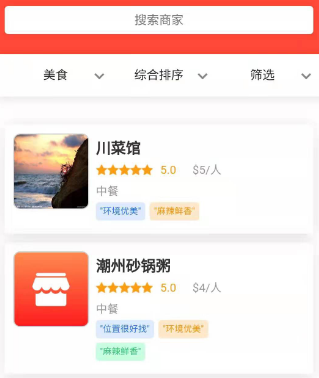 搜索商家
美食 综合排序 筛选
川菜馆
5.0 $5/人
中餐
"环境优美" "麻辣鲜香"
潮州砂锅粥
5.0 $4/人
中餐
"位置很好找" "环境优美"
"麻辣鲜香"